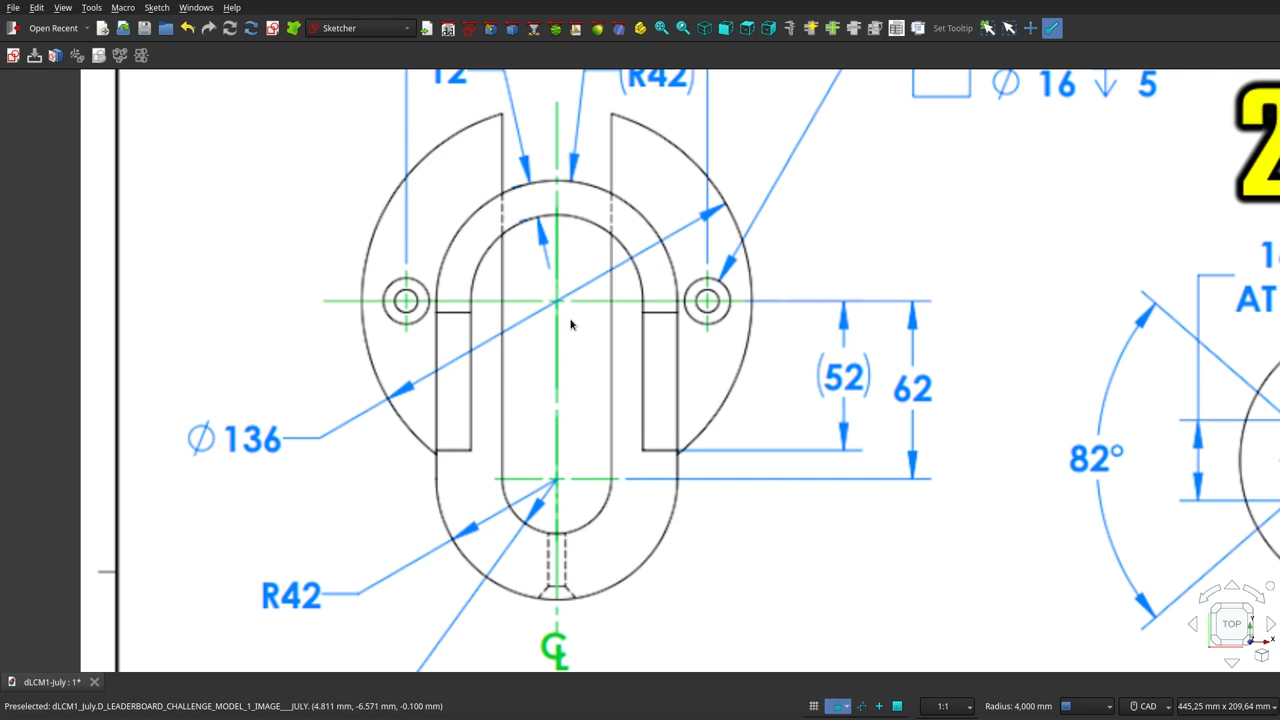 File Edit View Tools Macro Sketch Windows Help
Open Recent
Sketcher
Set Tooltip
12
(R42)
∅ 16 ↓ 5
2
1
AT
∅ 136
(52)
62
82°
R42
TOP
dLCM1-July : 1*
Preselected: dLCM1_July.D_LEADERBOARD_CHALLENGE_MODEL_1_IMAGE___JULY. (4.811 mm, -6.571 mm, -0.100 mm)
1:1
Radius: 4,000 mm
CAD
445,25 mm x 209,64 mm